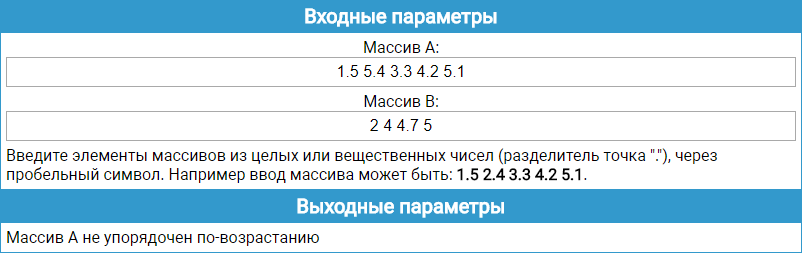 Входные параметры
Массив A:
1.5 5.4 3.3 4.2 5.1
Массив B:
2 4 4.7 5
Введите элементы массивов из целых или вещественных чисел (разделитель точка "."), через
пробельный символ. Например ввод массива может быть: 1.5 2.4 3.3 4.2 5.1.
Выходные параметры
Массив A не упорядочен по-возрастанию